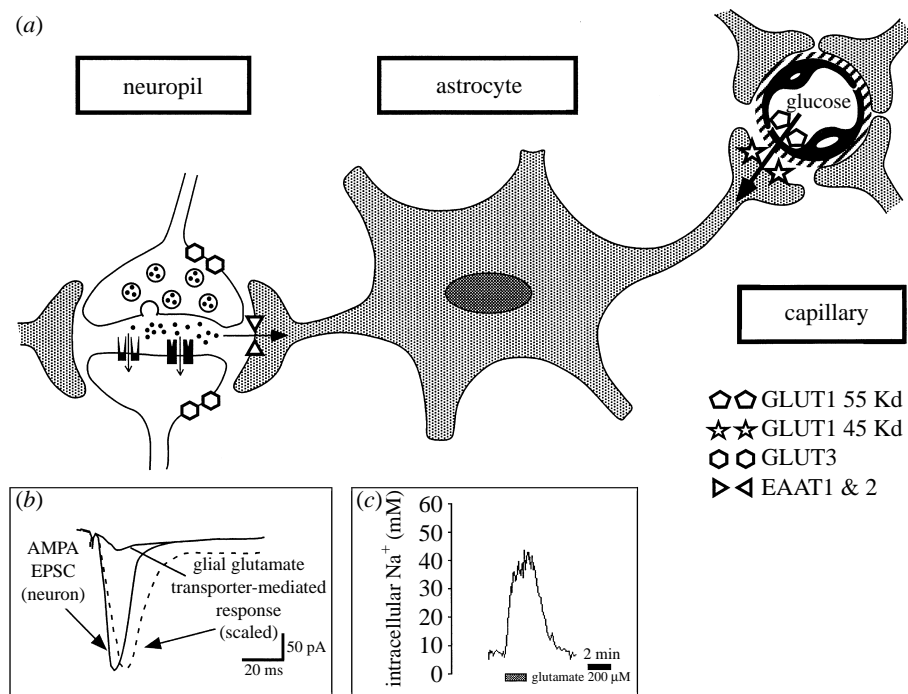 (a)
neuropil
astrocyte
glucose
capillary
GLUT1 55 Kd
GLUT1 45 Kd
GLUT3
EAAT1 & 2
(b)
AMPA
EPSC
(neuron)
glial glutamate
transporter-mediated
response
(scaled)
50 pA
20 ms
(c)
intracellular Na+ (mM)
60
50
40
30
20
10
0
2 min
glutamate 200 µM